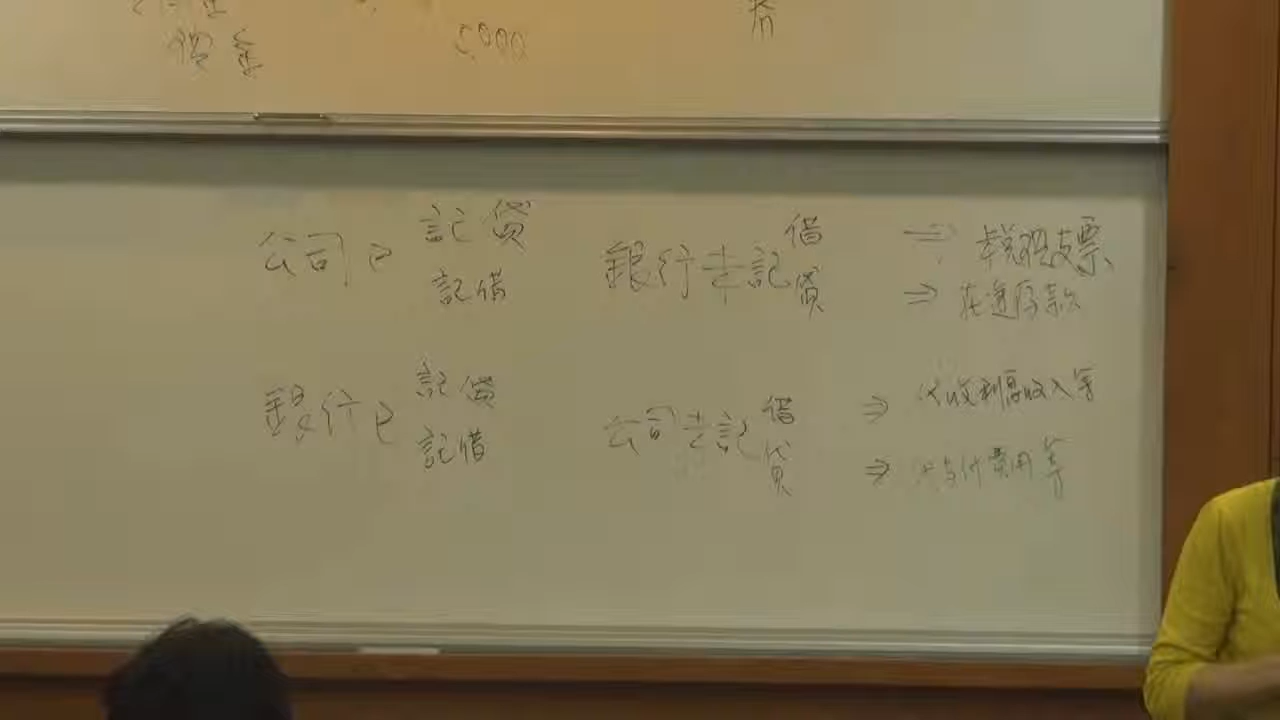 償金
5000
公司已 記貸 銀行未記 借 ⇒ 未兌現支票
記借 貸 ⇒ 在途存款
銀行已 記貸 公司未記 借 ⇒ 代收利息收入等
記借 貸 ⇒ 代支付費用等